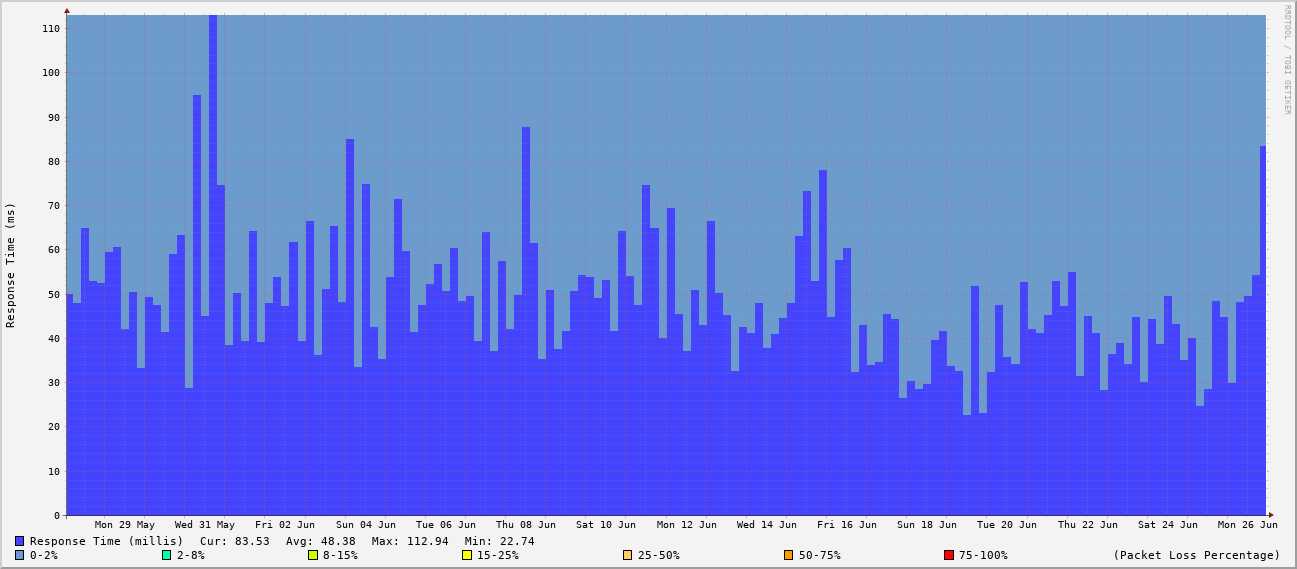 RRDTOOL / TOBI OETIKER
Response Time (ms)
110
100
90
80
70
60
50
40
30
20
10
0
Mon 29 May Wed 31 May Fri 02 Jun Sun 04 Jun Tue 06 Jun Thu 08 Jun Sat 10 Jun Mon 12 Jun Wed 14 Jun Fri 16 Jun Sun 18 Jun Tue 20 Jun Thu 22 Jun Sat 24 Jun Mon 26 Jun
Response Time (millis) Cur: 83.53 Avg: 48.38 Max: 112.94 Min: 22.74
0-2% 2-8% 8-15% 15-25% 25-50% 50-75% 75-100% (Packet Loss Percentage)